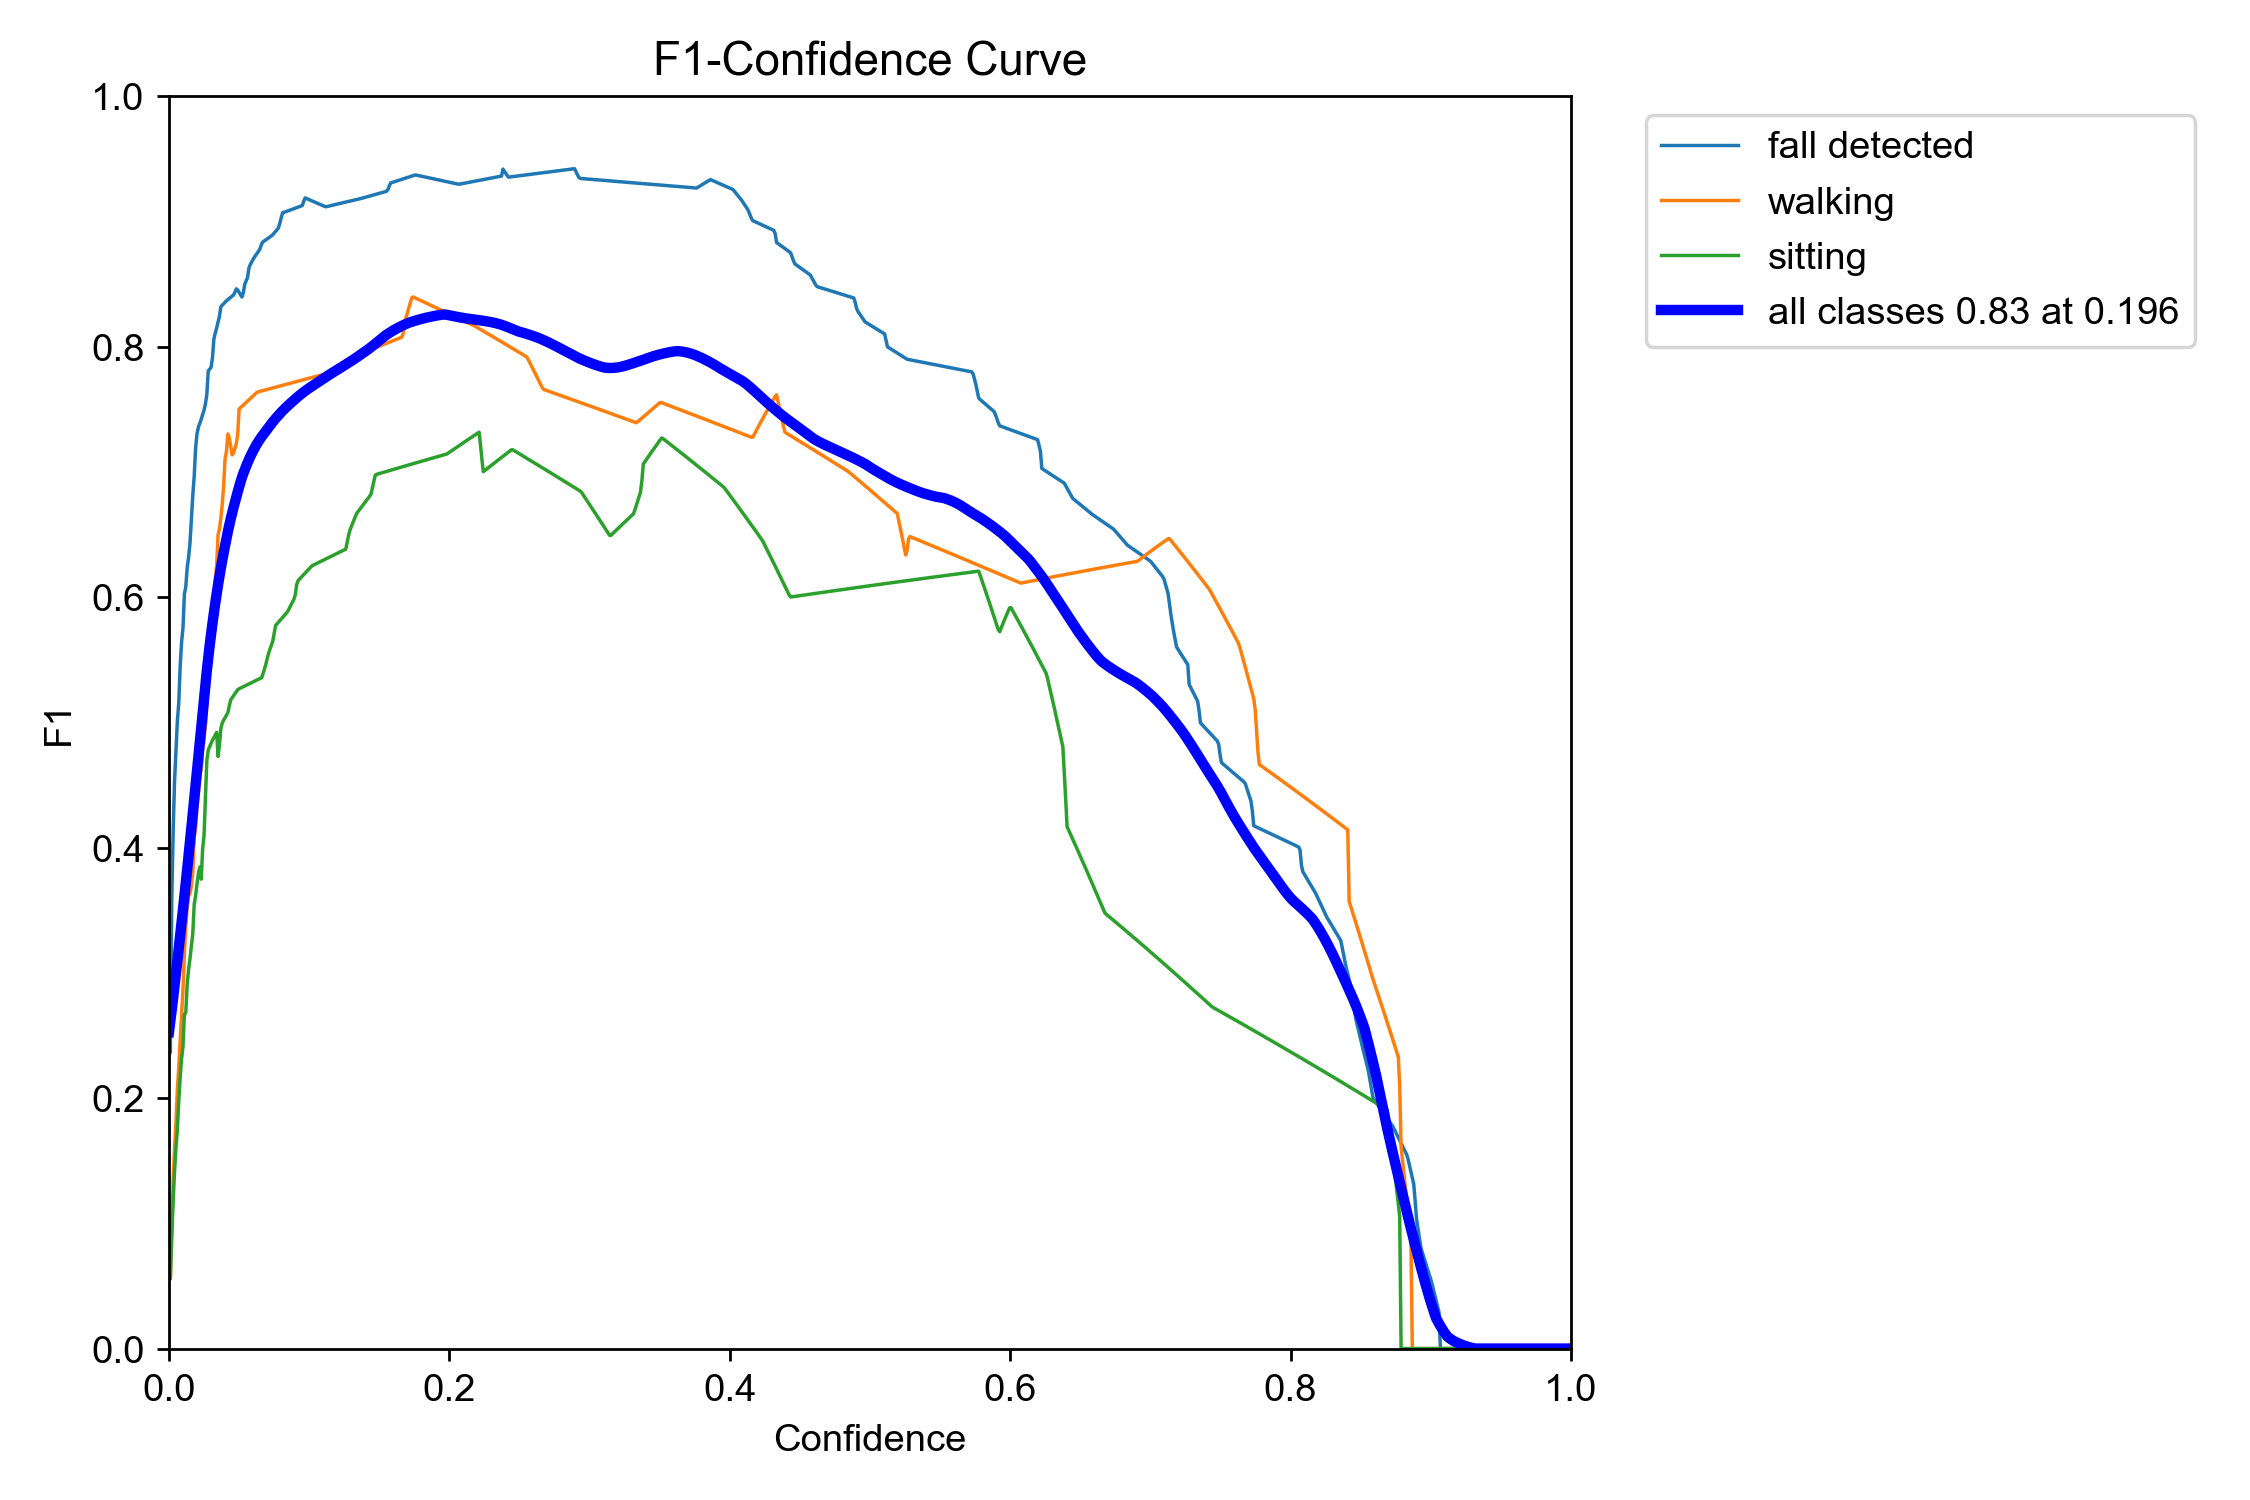 F1-Confidence Curve
1.0
0.8
0.6
0.4
0.2
0.0
F1
0.0 0.2 0.4 0.6 0.8 1.0
Confidence
fall detected
walking
sitting
all classes 0.83 at 0.196